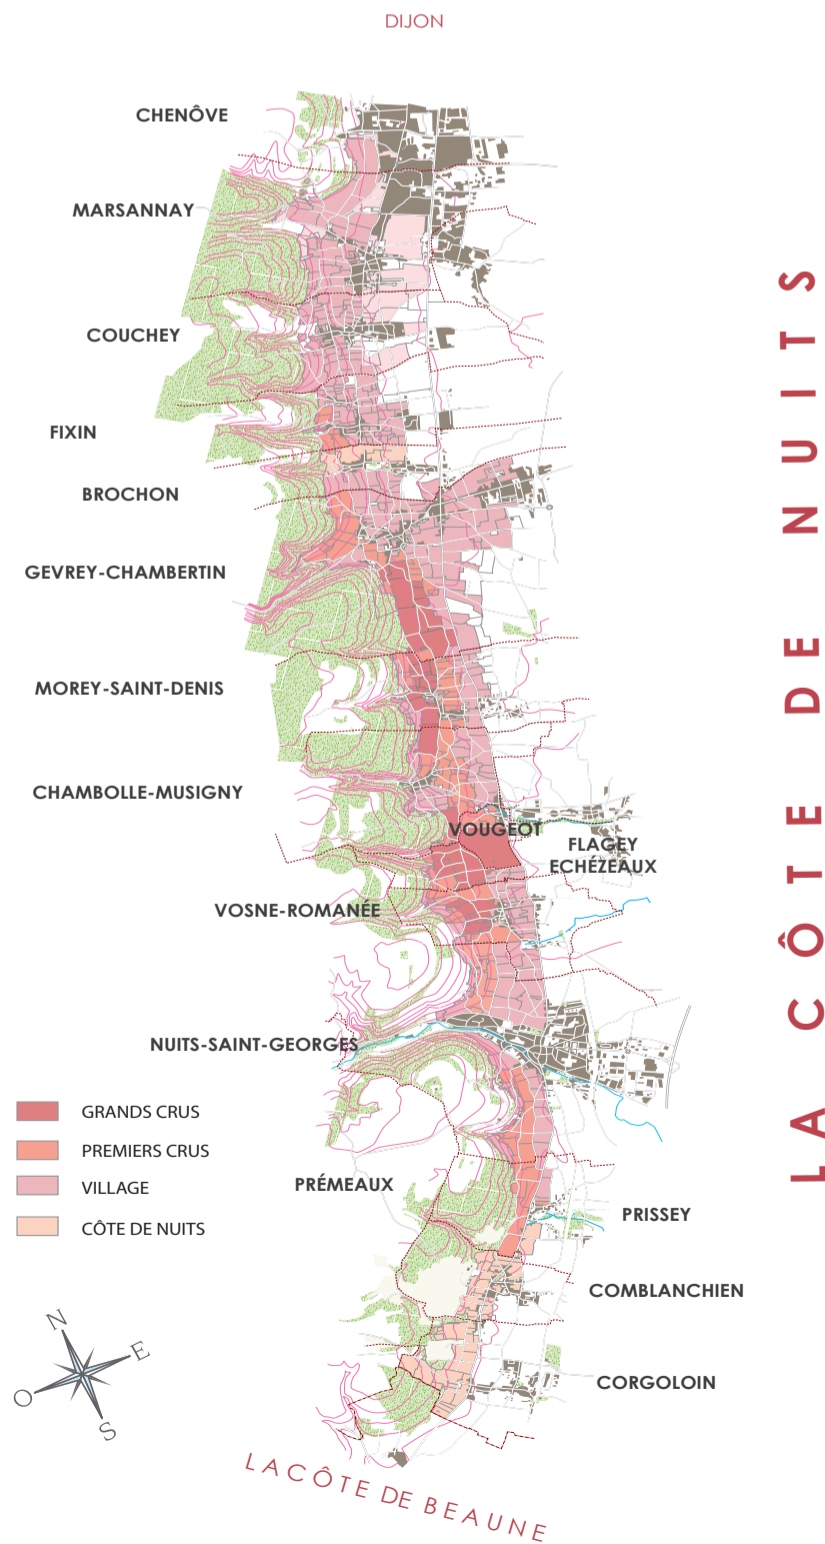 DIJON
CHENÔVE
MARSANNAY
COUCHEY
FIXIN
BROCHON
GEVREY-CHAMBERTIN
MOREY-SAINT-DENIS
CHAMBOLLE-MUSIGNY
VOUGEOT
FLAGEY
ECHÉZEAUX
VOSNE-ROMANÉE
NUITS-SAINT-GEORGES
GRANDS CRUS
PREMIERS CRUS
VILLAGE
CÔTE DE NUITS
PRÉMEAUX
PRISSEY
COMBLANCHIEN
CORGOLOIN
N
E
O
S
LA CÔTE DE BEAUNE
LA CÔTE DE NUITS